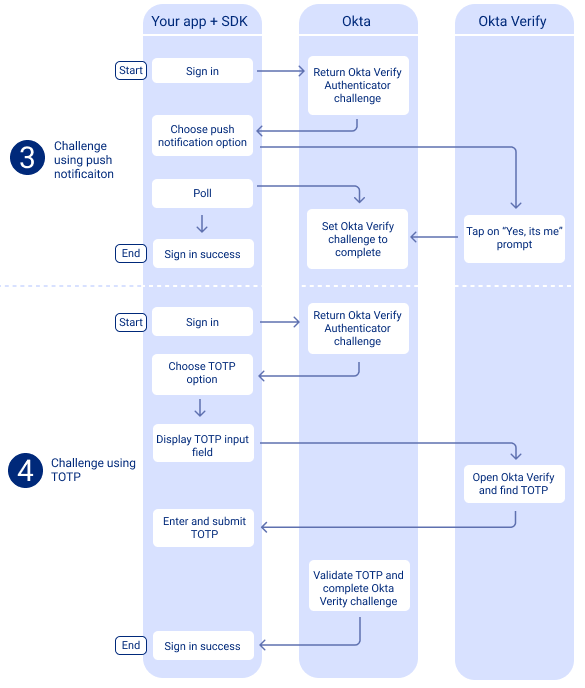 Your app + SDK
Okta
Okta Verify
Start
Sign in
Return Okta Verify
Authenticator
challenge
Choose push
notification option
3
Challenge
using push
notificaiton
Poll
Set Okta Verify
challenge to
complete
Tap on “Yes, its me”
prompt
End
Sign in success
Start
Sign in
Return Okta Verify
Authenticator
challenge
Choose TOTP
option
Display TOTP input
field
4
Challenge using
TOTP
Open Okta Verify
and find TOTP
Enter and submit
TOTP
Validate TOTP and
complete Okta
Verity challenge
End
Sign in success